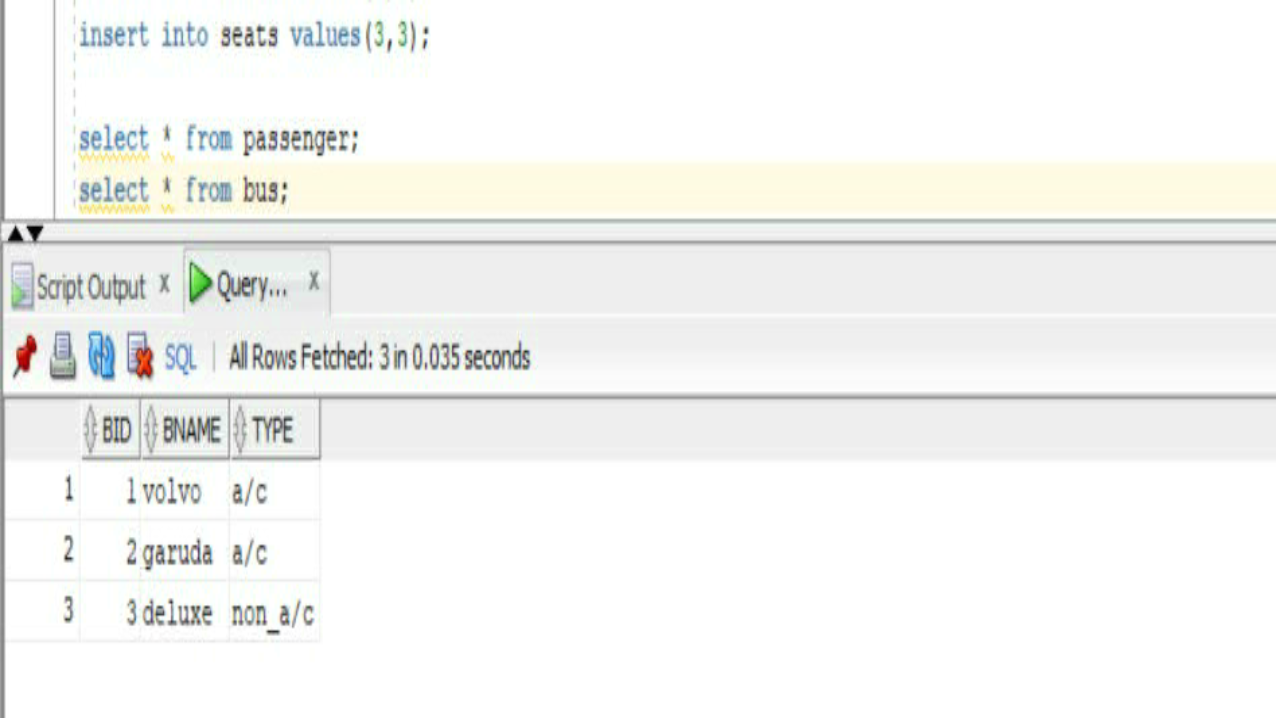 insert into seats values(3,3);
select * from passenger;
select * from bus;
Script Output x Query... x
SQL | All Rows Fetched: 3 in 0.035 seconds
BID BNAME TYPE
1 1 volvo a/c
2 2 garuda a/c
3 3 deluxe non_a/c